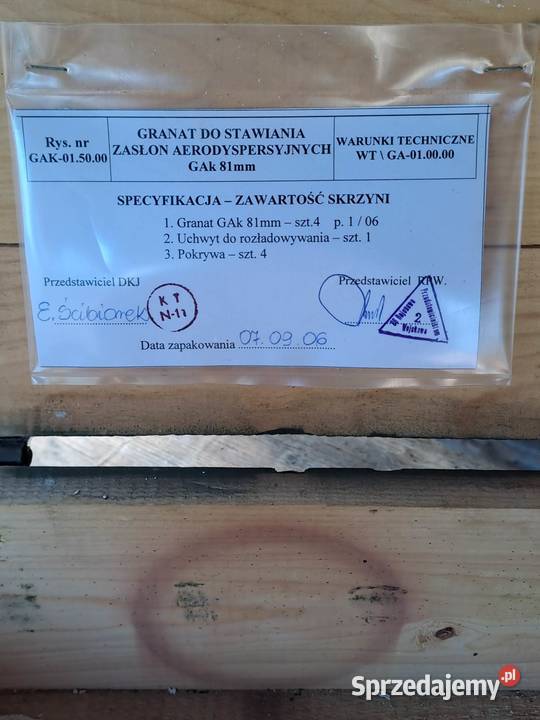 Rys. nr
GAK-01.50.00
GRANAT DO STAWIANIA
ZASŁON AERODYSPERSYJNYCH
GAk 81mm
WARUNKI TECHNICZNE
WT \ GA-01.00.00
SPECYFIKACJA – ZAWARTOŚĆ SKRZYNI
1. Granat GAk 81mm – szt.4 p. 1 / 06
2. Uchwyt do rozładowywania – szt. 1
3. Pokrywa – szt. 4
Przedstawiciel DKJ
Przedstawiciel RPW.
E. Ścibiorek
K T
N-11
2
Wojskowe
Data zapakowania 07. 09. 06
Sprzedajemy.pl